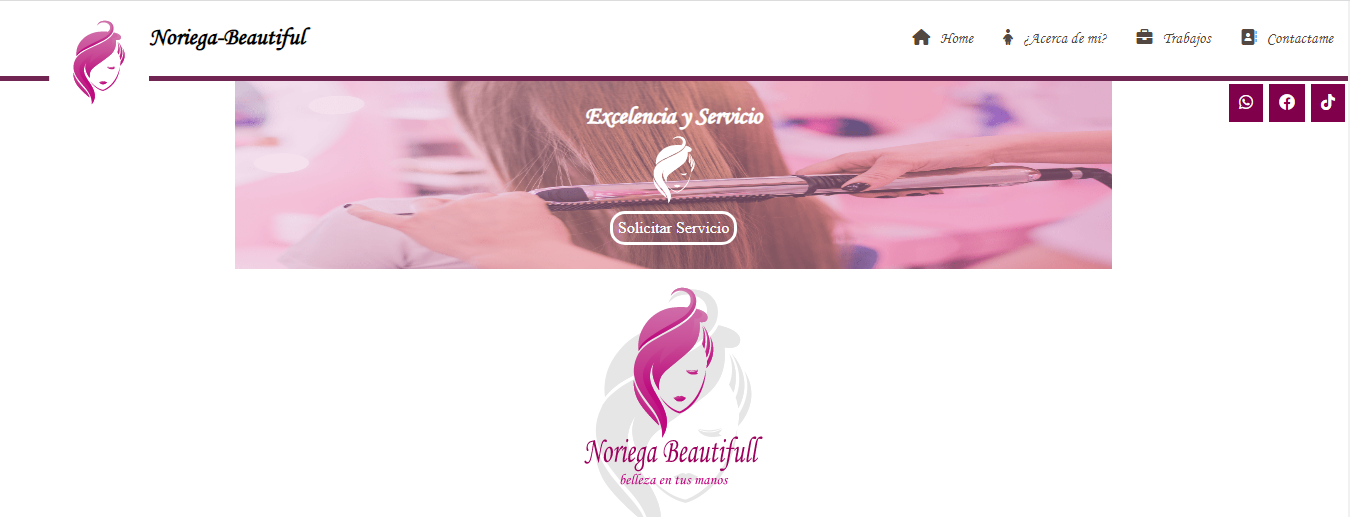 Noriega-Beautiful
Home ¿Acerca de mi? Trabajos Contactame
Excelencia y Servicio
Solicitar Servicio
Noriega Beautifull
belleza en tus manos